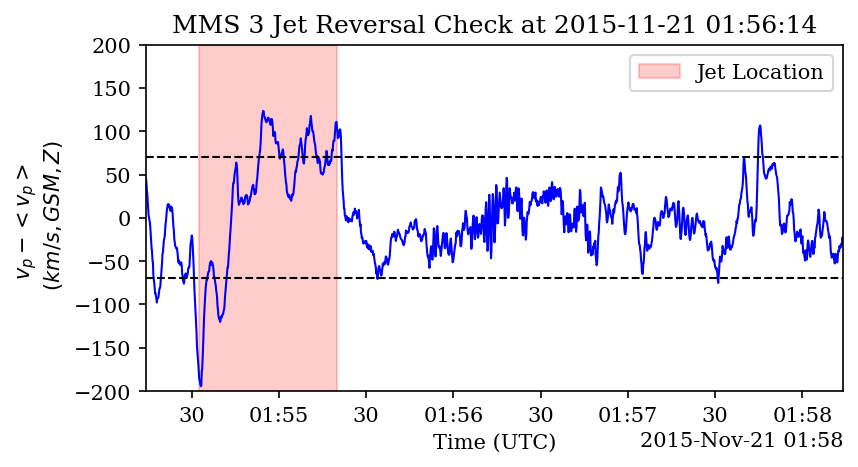 MMS 3 Jet Reversal Check at 2015-11-21 01:56:14
Jet Location
200
150
100
50
0
−50
−100
−150
−200
v_p − < v_p >
(km/s, GSM, Z)
30 01:55 30 01:56 30 01:57 30 01:58
Time (UTC)
2015-Nov-21 01:58